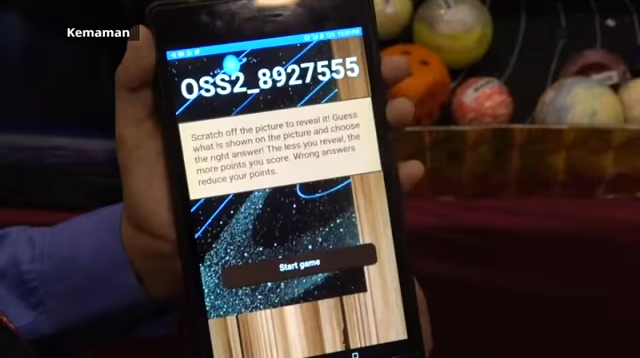 Kemaman
OSS2_8927555
Scratch off the picture to reveal it! Guess
what is shown on the picture and choose
the right answer! The less you reveal, the
more points you score. Wrong answers
reduce your points.
Start game